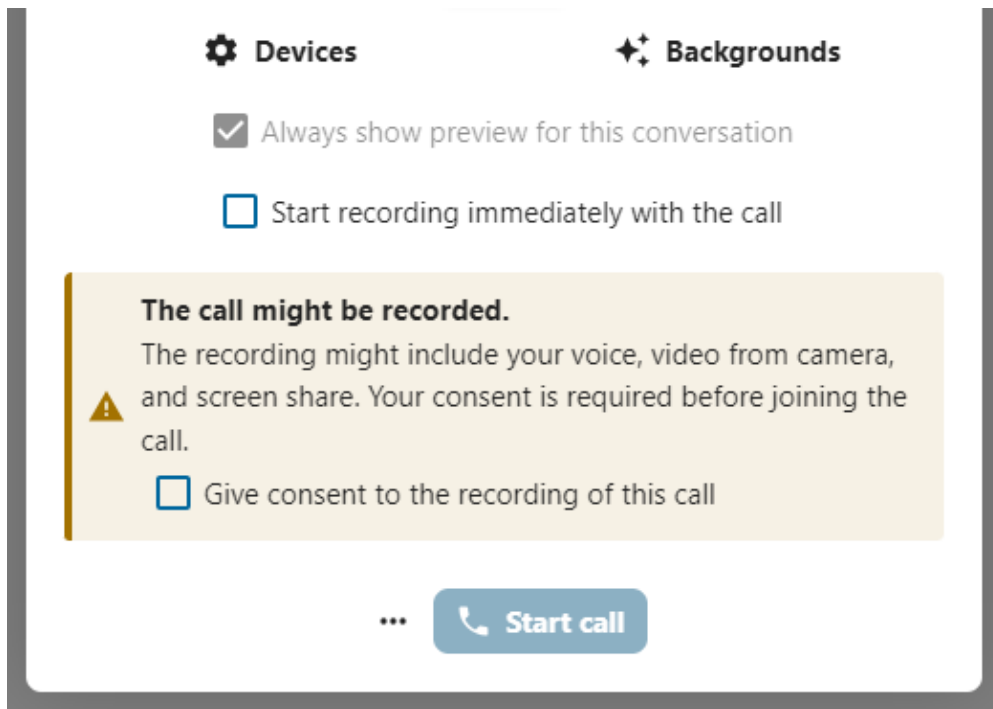 Devices
Backgrounds
Always show preview for this conversation
Start recording immediately with the call
The call might be recorded.
The recording might include your voice, video from camera,
and screen share. Your consent is required before joining the
call.
Give consent to the recording of this call
Start call